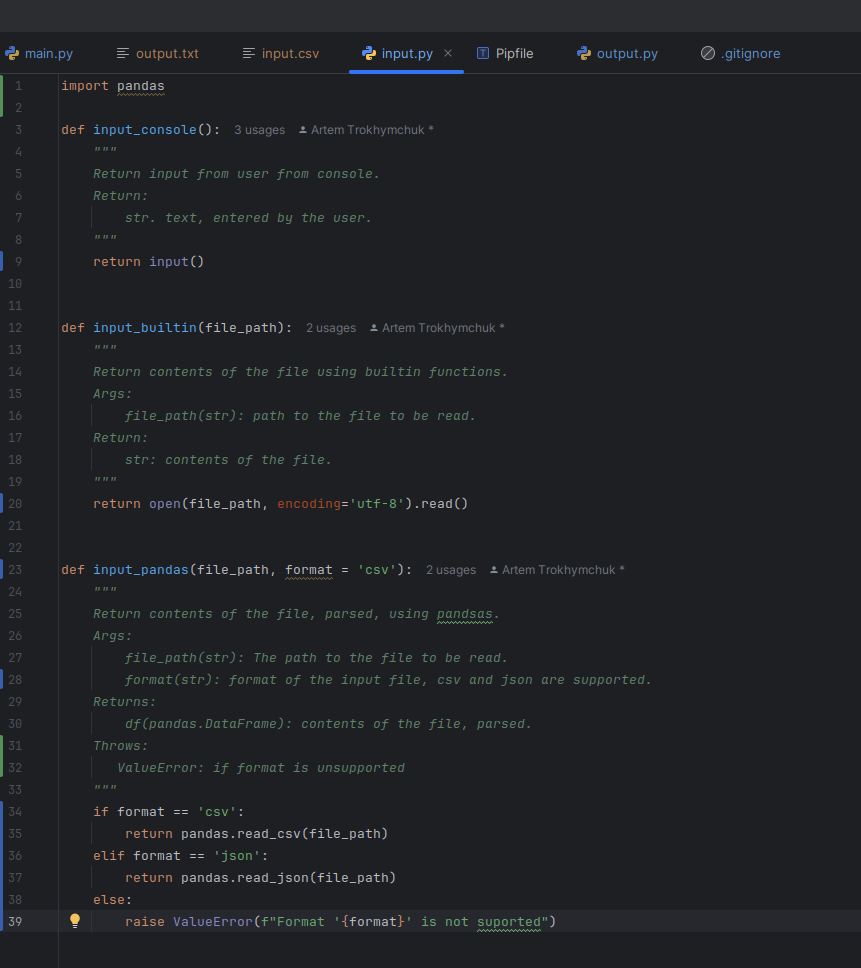 main.py output.txt input.csv input.py × Pipfile output.py .gitignore
1 import pandas
2
3 def input_console(): 3 usages Artem Trokhymchuk *
4 """
5 Return input from user from console.
6 Return:
7 str. text, entered by the user.
8 """
9 return input()
10
11
12 def input_builtin(file_path): 2 usages Artem Trokhymchuk *
13 """
14 Return contents of the file using builtin functions.
15 Args:
16 file_path(str): path to the file to be read.
17 Return:
18 str: contents of the file.
19 """
20 return open(file_path, encoding='utf-8').read()
21
22
23 def input_pandas(file_path, format = 'csv'): 2 usages Artem Trokhymchuk *
24 """
25 Return contents of the file, parsed, using pandsas.
26 Args:
27 file_path(str): The path to the file to be read.
28 format(str): format of the input file, csv and json are supported.
29 Returns:
30 df(pandas.DataFrame): contents of the file, parsed.
31 Throws:
32 ValueError: if format is unsupported
33 """
34 if format == 'csv':
35 return pandas.read_csv(file_path)
36 elif format == 'json':
37 return pandas.read_json(file_path)
38 else:
39 raise ValueError(f"Format '{format}' is not suported")